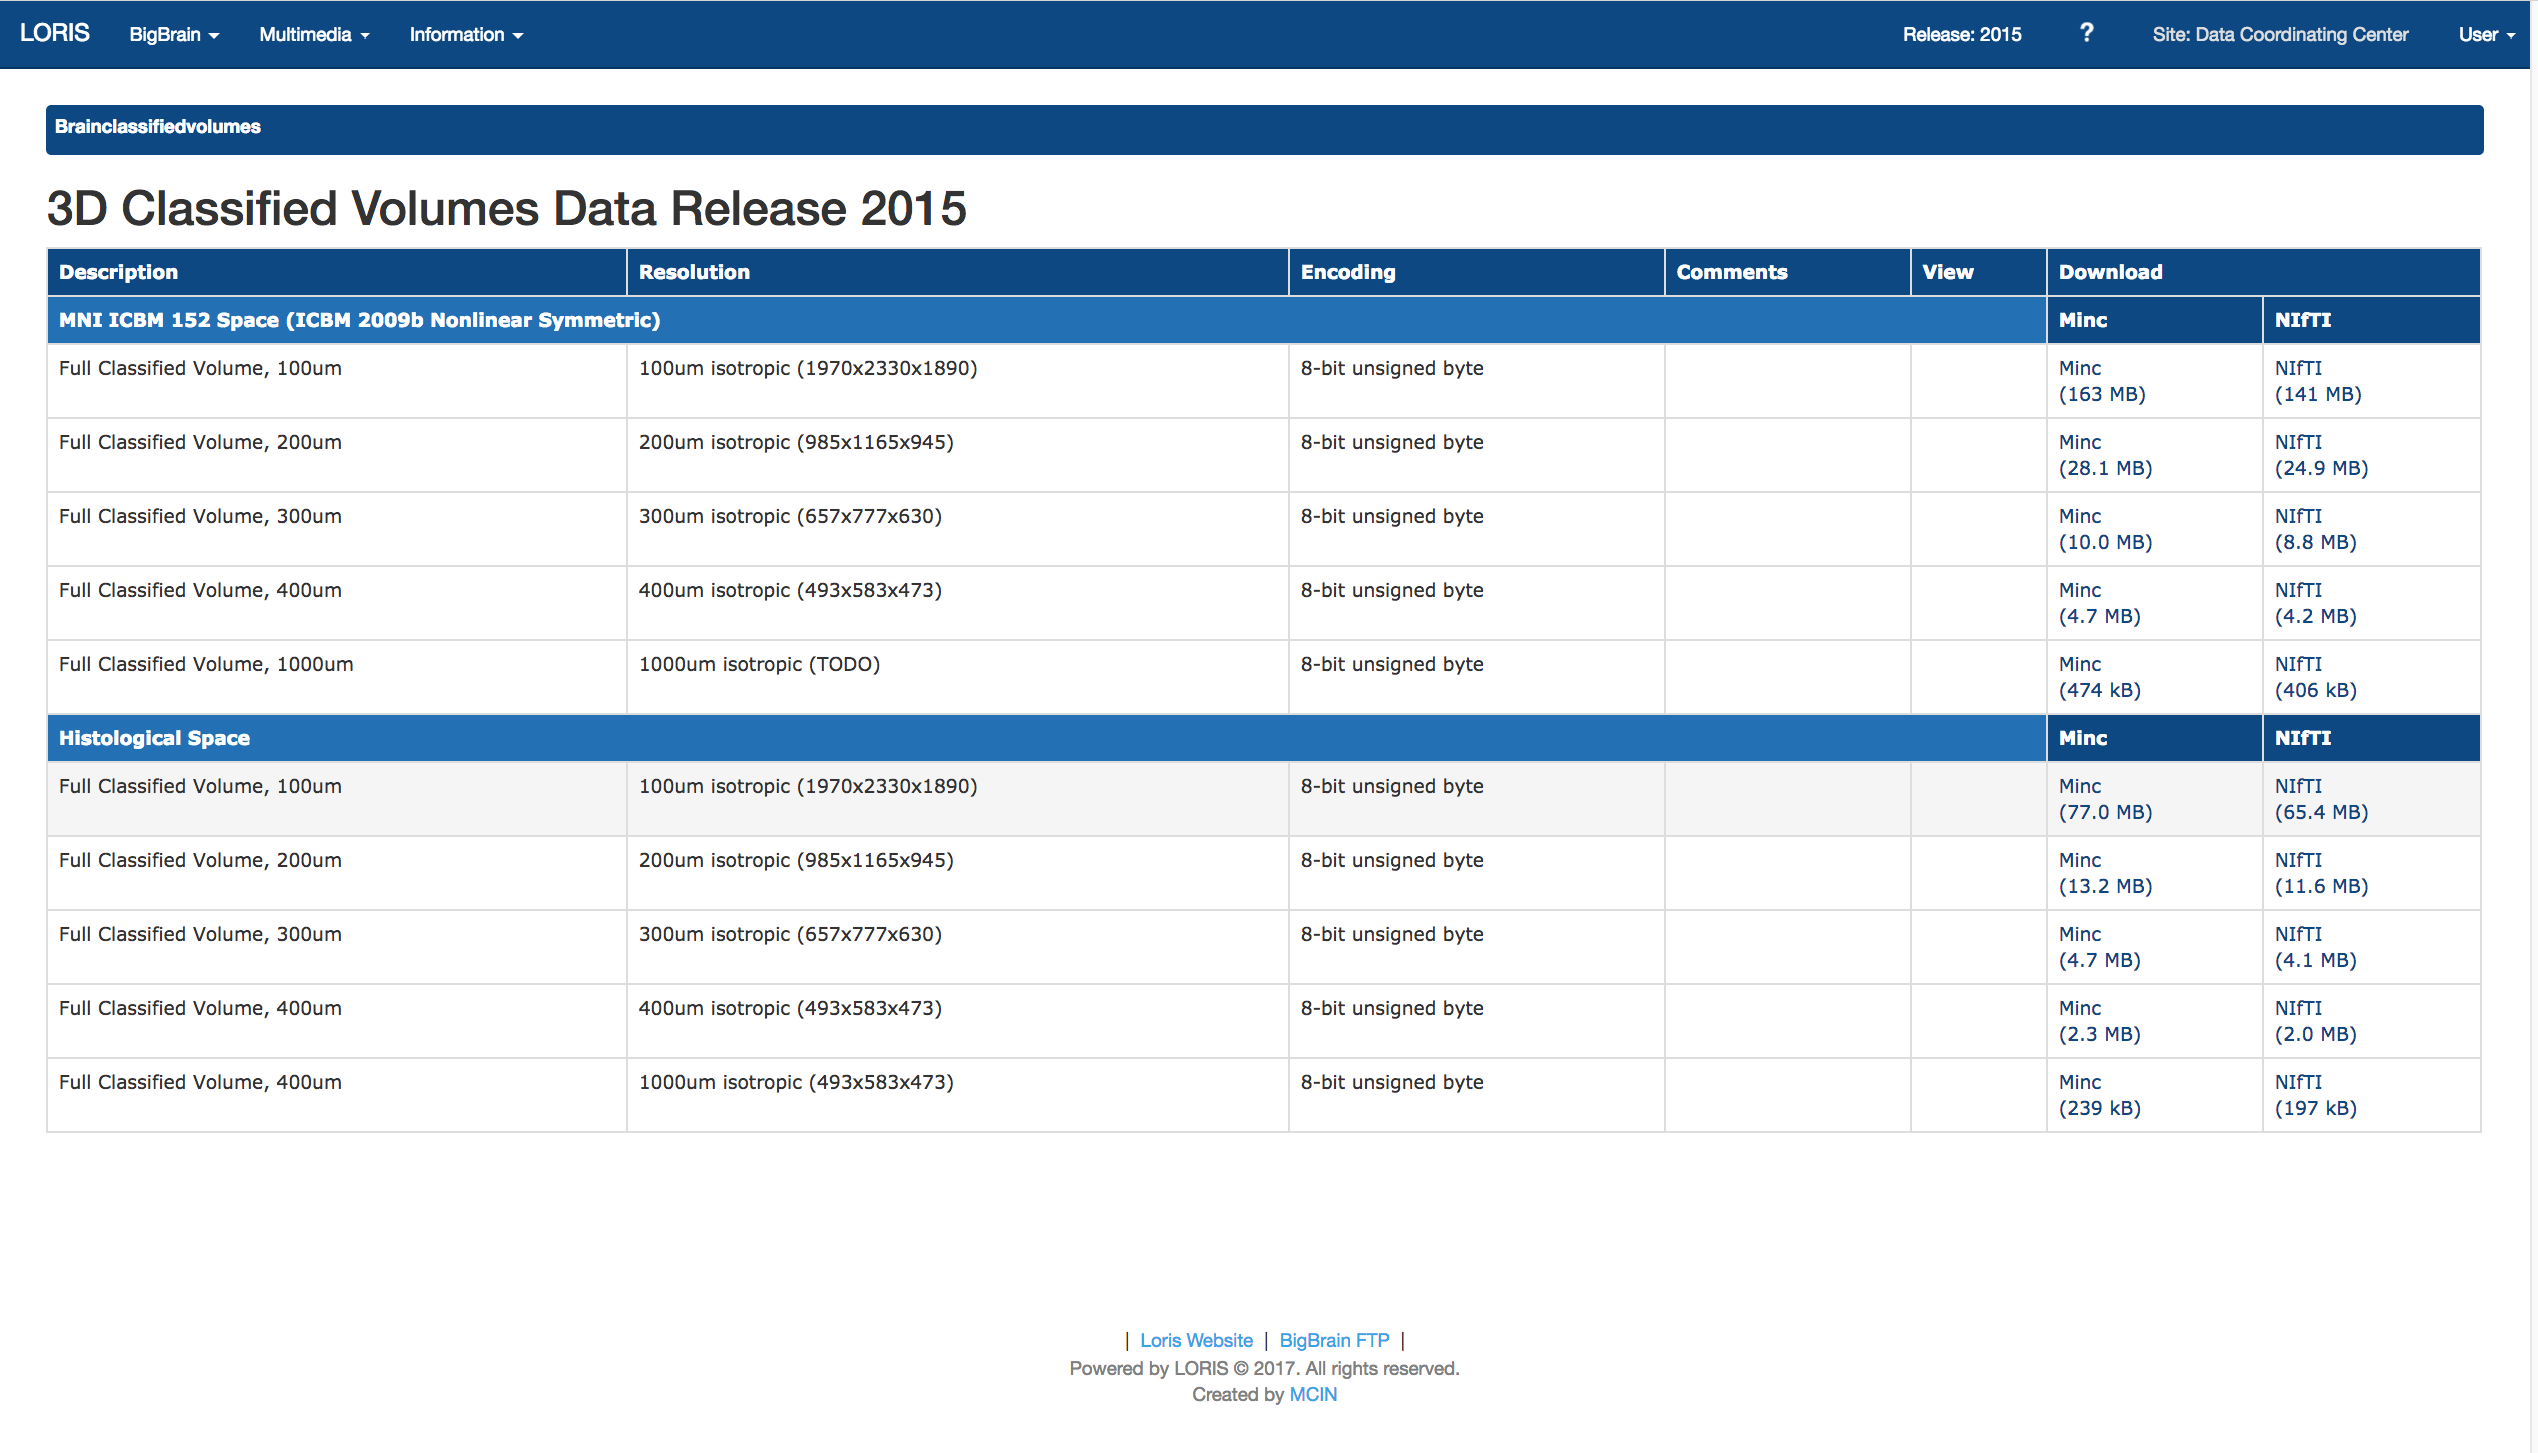 LORIS BigBrain Multimedia Information Release: 2015 ? Site: Data Coordinating Center User
Brainclassifiedvolumes
3D Classified Volumes Data Release 2015
Description Resolution Encoding Comments View Download
MNI ICBM 152 Space (ICBM 2009b Nonlinear Symmetric) Minc NIfTI
Full Classified Volume, 100um 100um isotropic (1970x2330x1890) 8-bit unsigned byte Minc NIfTI
(163 MB) (141 MB)
Full Classified Volume, 200um 200um isotropic (985x1165x945) 8-bit unsigned byte Minc NIfTI
(28.1 MB) (24.9 MB)
Full Classified Volume, 300um 300um isotropic (657x777x630) 8-bit unsigned byte Minc NIfTI
(10.0 MB) (8.8 MB)
Full Classified Volume, 400um 400um isotropic (493x583x473) 8-bit unsigned byte Minc NIfTI
(4.7 MB) (4.2 MB)
Full Classified Volume, 1000um 1000um isotropic (TODO) 8-bit unsigned byte Minc NIfTI
(474 kB) (406 kB)
Histological Space Minc NIfTI
Full Classified Volume, 100um 100um isotropic (1970x2330x1890) 8-bit unsigned byte Minc NIfTI
(77.0 MB) (65.4 MB)
Full Classified Volume, 200um 200um isotropic (985x1165x945) 8-bit unsigned byte Minc NIfTI
(13.2 MB) (11.6 MB)
Full Classified Volume, 300um 300um isotropic (657x777x630) 8-bit unsigned byte Minc NIfTI
(4.7 MB) (4.1 MB)
Full Classified Volume, 400um 400um isotropic (493x583x473) 8-bit unsigned byte Minc NIfTI
(2.3 MB) (2.0 MB)
Full Classified Volume, 400um 1000um isotropic (493x583x473) 8-bit unsigned byte Minc NIfTI
(239 kB) (197 kB)
| Loris Website | BigBrain FTP |
Powered by LORIS © 2017. All rights reserved.
Created by MCIN